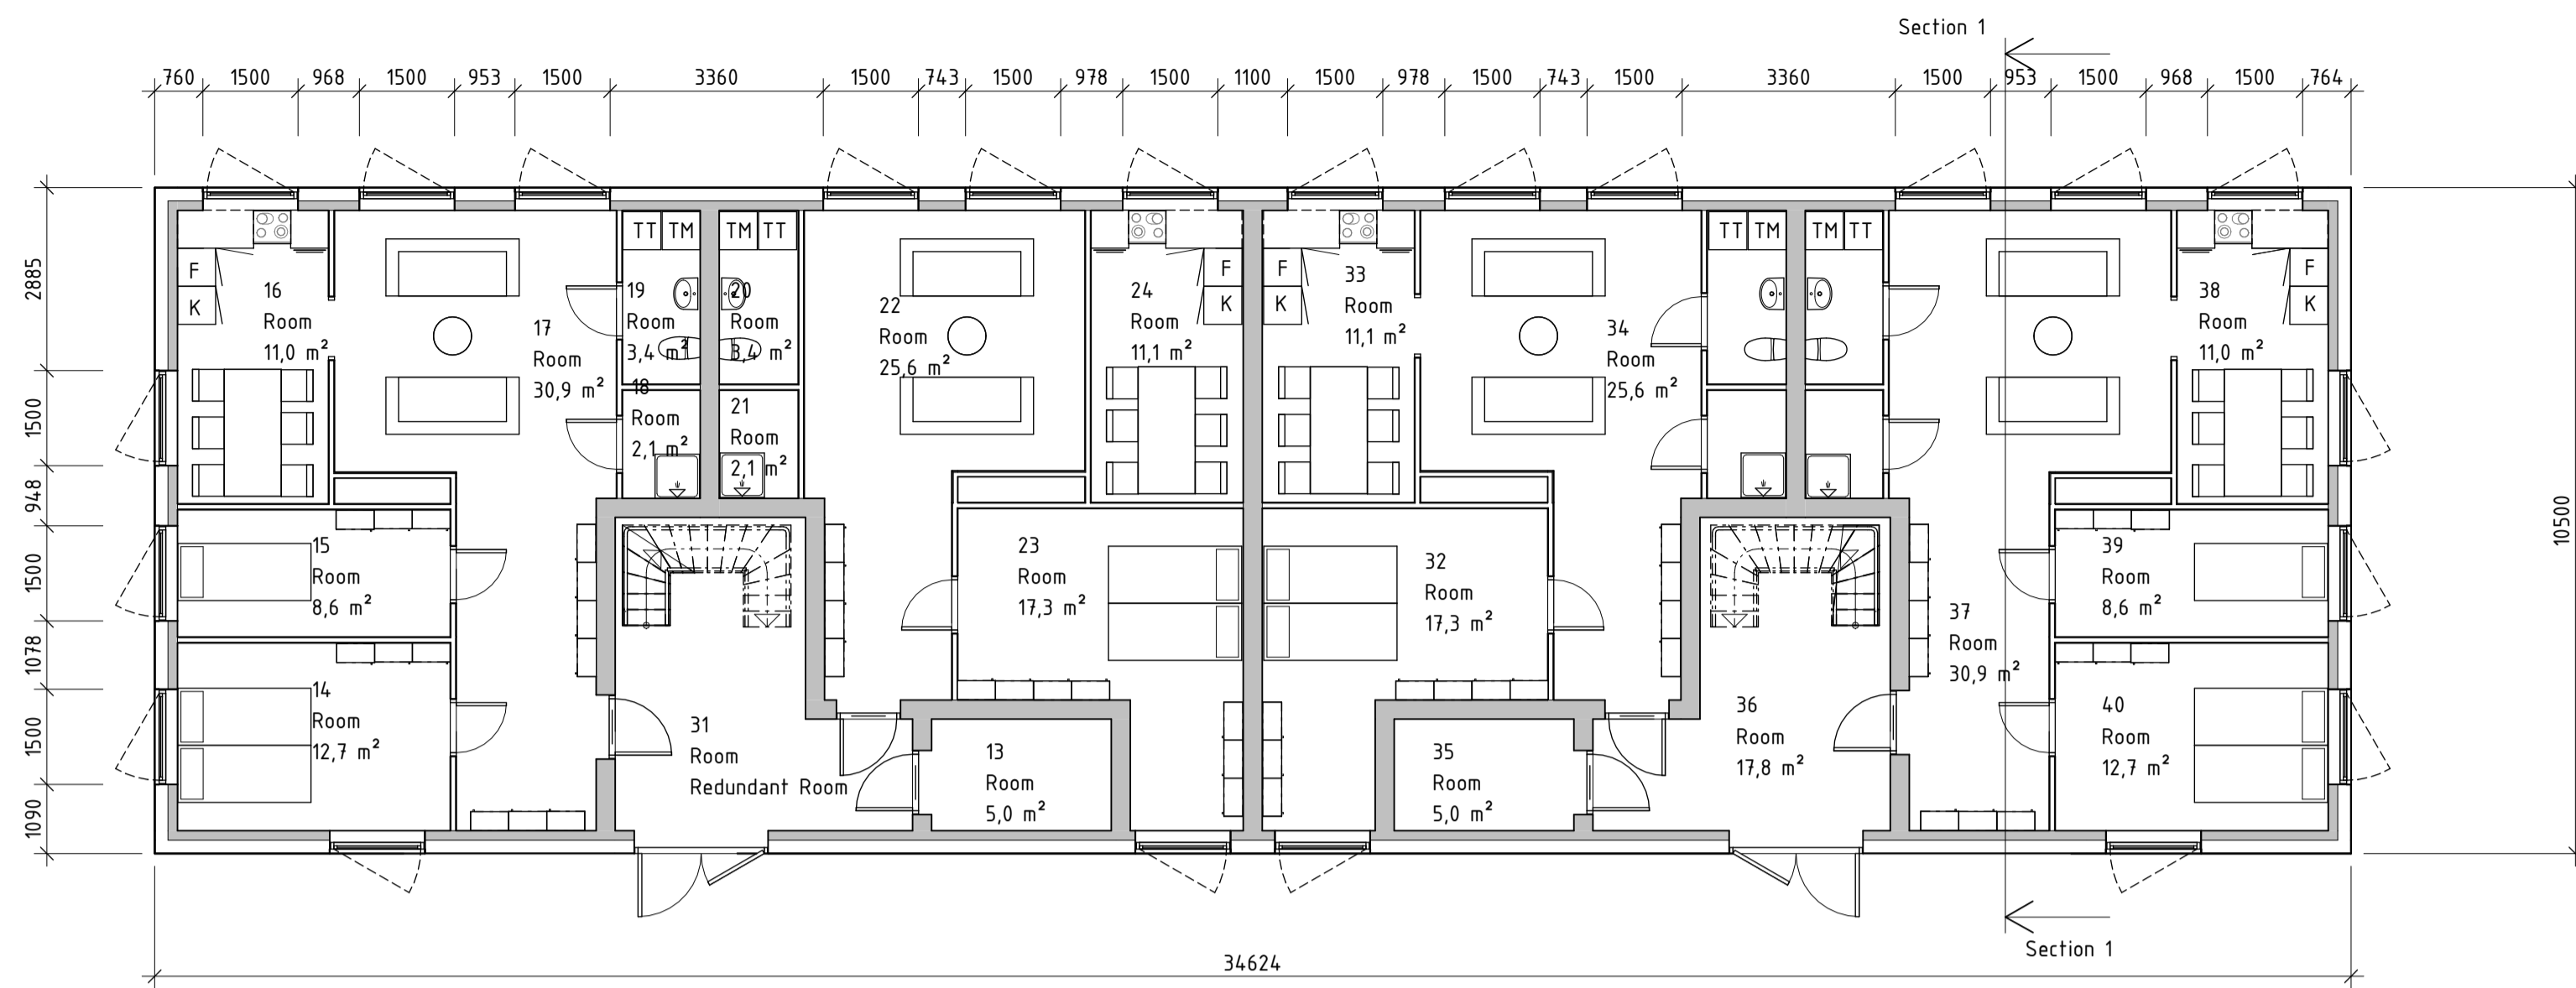 Section 1
760 1500 968 1500 953 1500 3360 1500 743 1500 978 1500 1100 1500 978 1500 743 1500 3360 1500 953 1500 968 1500 764
2885
1500
948
1500
1078
1500
1090
10500
34624
TT TM
TM TT
TT TM
TM TT
F
K
16
Room
11,0 m²
17
Room
30,9 m²
19
Room
3,4 m²
18
Room
2,1 m²
20
Room
3,4 m²
21
Room
2,1 m²
22
Room
25,6 m²
24
Room
11,1 m²
F
K
F
K
33
Room
11,1 m²
34
Room
25,6 m²
38
Room
11,0 m²
F
K
15
Room
8,6 m²
14
Room
12,7 m²
31
Room
Redundant Room
23
Room
17,3 m²
13
Room
5,0 m²
32
Room
17,3 m²
35
Room
5,0 m²
36
Room
17,8 m²
37
Room
30,9 m²
39
Room
8,6 m²
40
Room
12,7 m²
Section 1